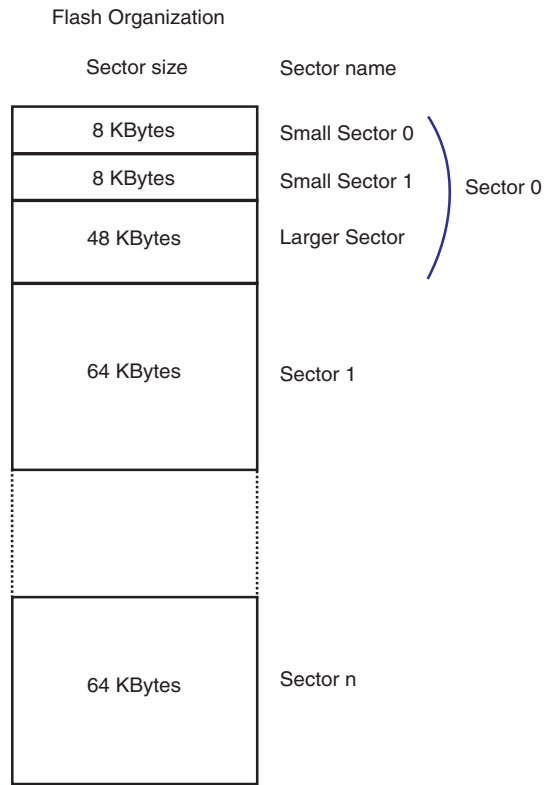 Flash Organization
Sector size Sector name
8 KBytes Small Sector 0
8 KBytes Small Sector 1 Sector 0
48 KBytes Larger Sector
64 KBytes Sector 1
64 KBytes Sector n